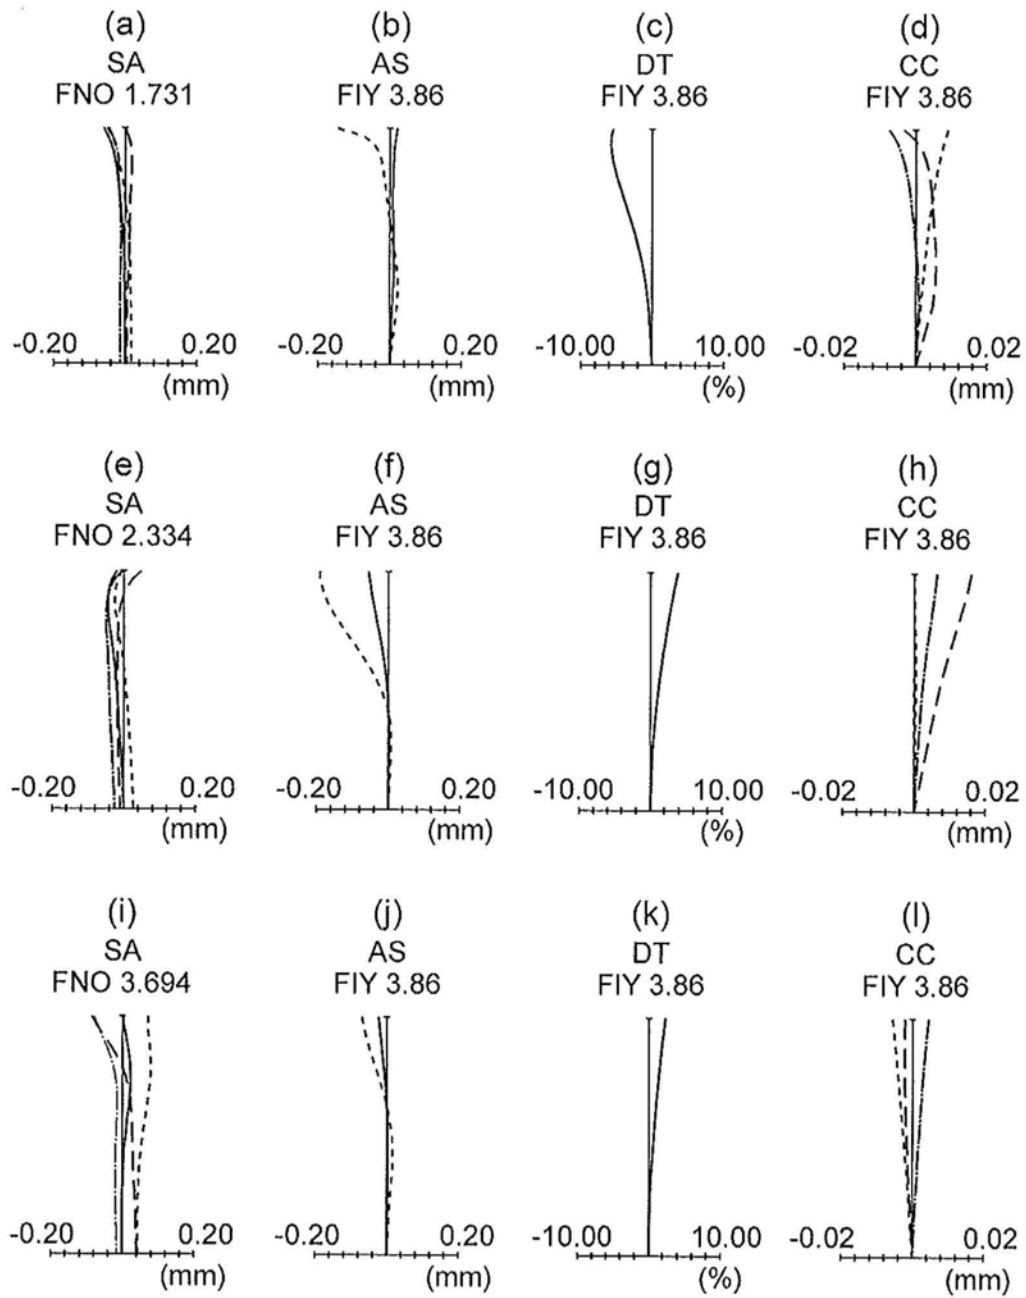 (a) (b) (c) (d)
SA AS DT CC
FNO 1.731 FIY 3.86 FIY 3.86 FIY 3.86
-0.20 0.20 -0.20 0.20 -10.00 10.00 -0.02 0.02
(mm) (mm) (%) (mm)
(e) (f) (g) (h)
SA AS DT CC
FNO 2.334 FIY 3.86 FIY 3.86 FIY 3.86
-0.20 0.20 -0.20 0.20 -10.00 10.00 -0.02 0.02
(mm) (mm) (%) (mm)
(i) (j) (k) (l)
SA AS DT CC
FNO 3.694 FIY 3.86 FIY 3.86 FIY 3.86
-0.20 0.20 -0.20 0.20 -10.00 10.00 -0.02 0.02
(mm) (mm) (%) (mm)